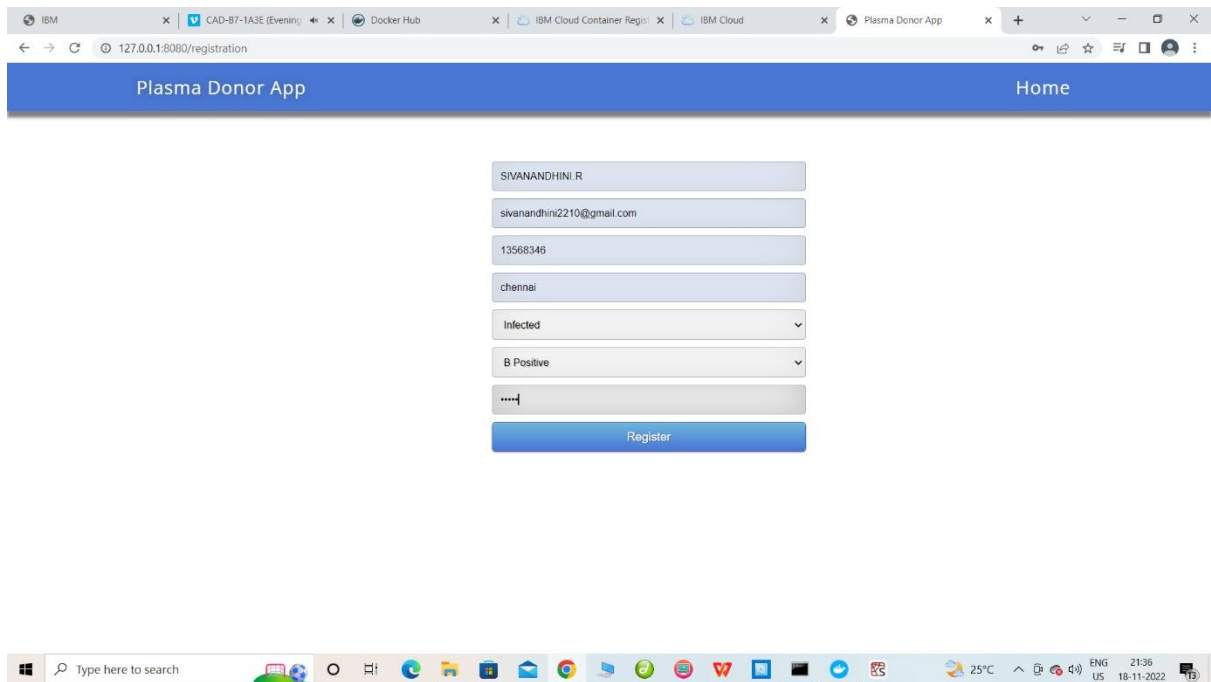 IBM
CAD-B7-1A3E (Evening
Docker Hub
IBM Cloud Container Regist
IBM Cloud
Plasma Donor App
127.0.0.1:8080/registration
Plasma Donor App
Home
SIVANANDHINI.R
sivanandhini2210@gmail.com
13568346
chennai
Infected
B Positive
•••••
Register
Type here to search
25°C
ENG
US
21:36
18-11-2022
13